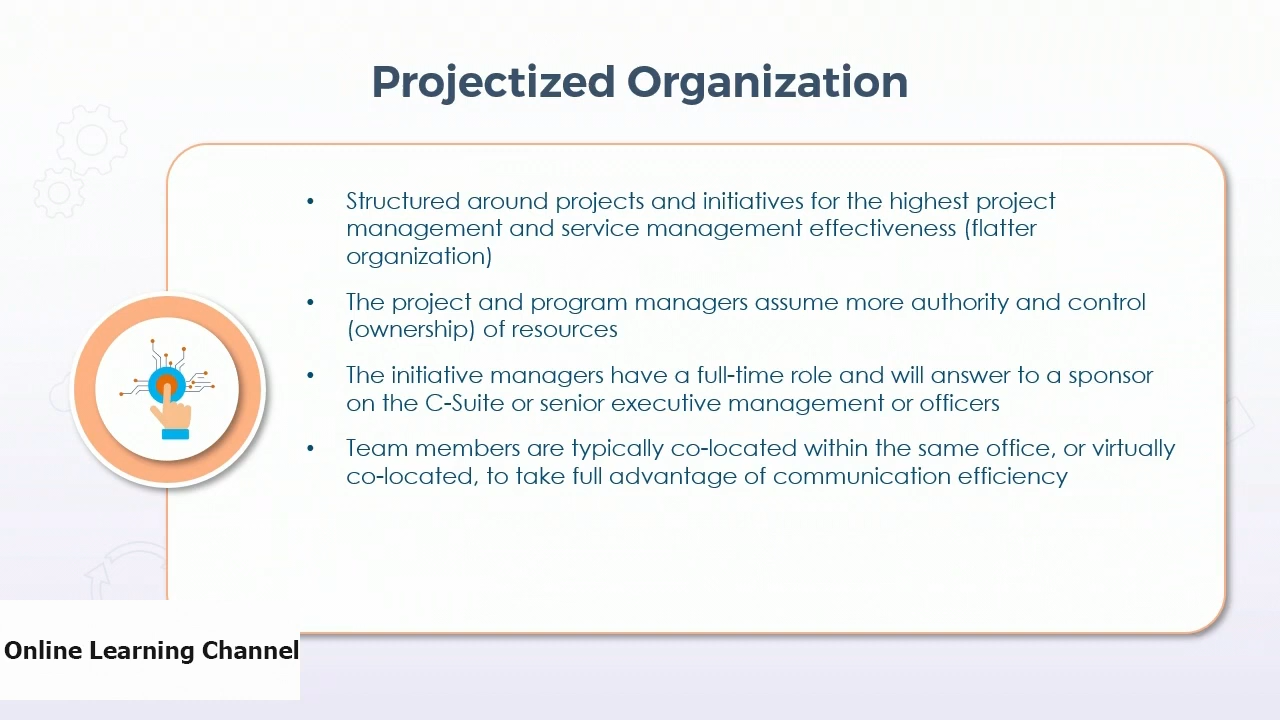 Projectized Organization
• Structured around projects and initiatives for the highest project
management and service management effectiveness (flatter
organization)
• The project and program managers assume more authority and control
(ownership) of resources
• The initiative managers have a full-time role and will answer to a sponsor
on the C-Suite or senior executive management or officers
• Team members are typically co-located within the same office, or virtually
co-located, to take full advantage of communication efficiency
Online Learning Channel